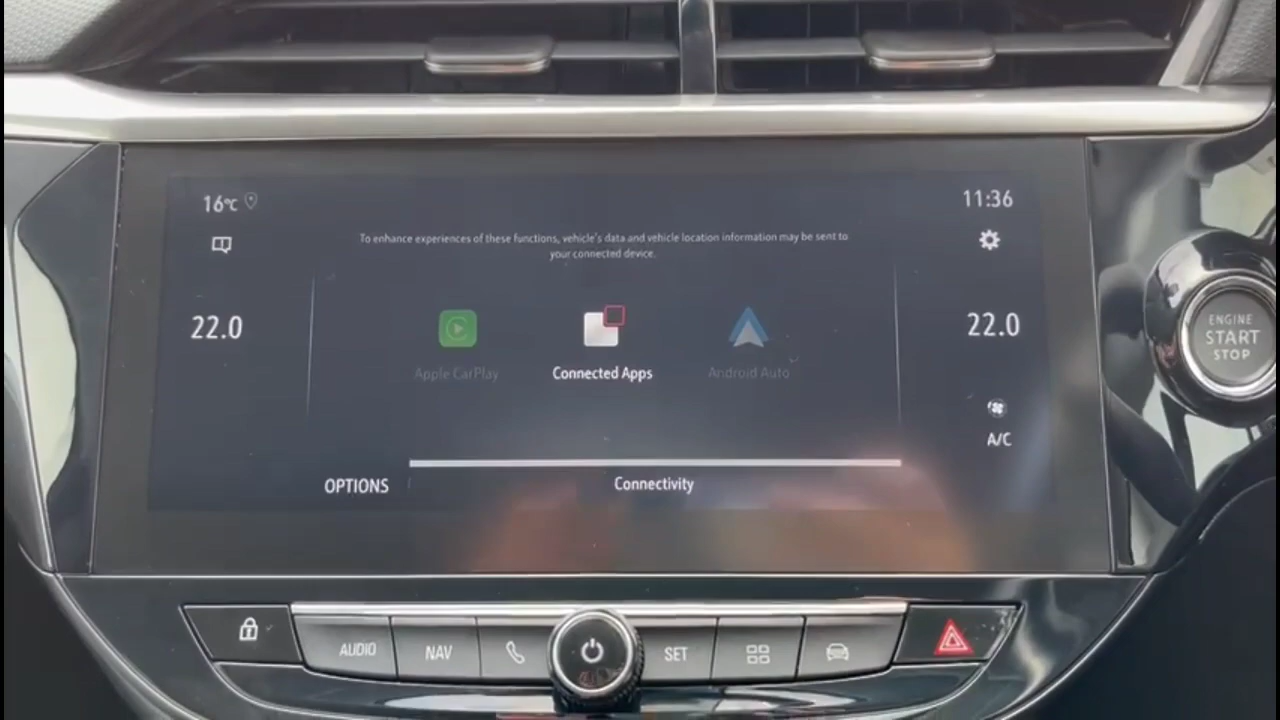 16°C
11:36
To enhance experiences of these functions, vehicle's data and vehicle location information may be sent to
your connected device.
22.0
22.0
Apple CarPlay
Connected Apps
Android Auto
A/C
OPTIONS
Connectivity
ENGINE
START
STOP
AUDIO
NAV
SET